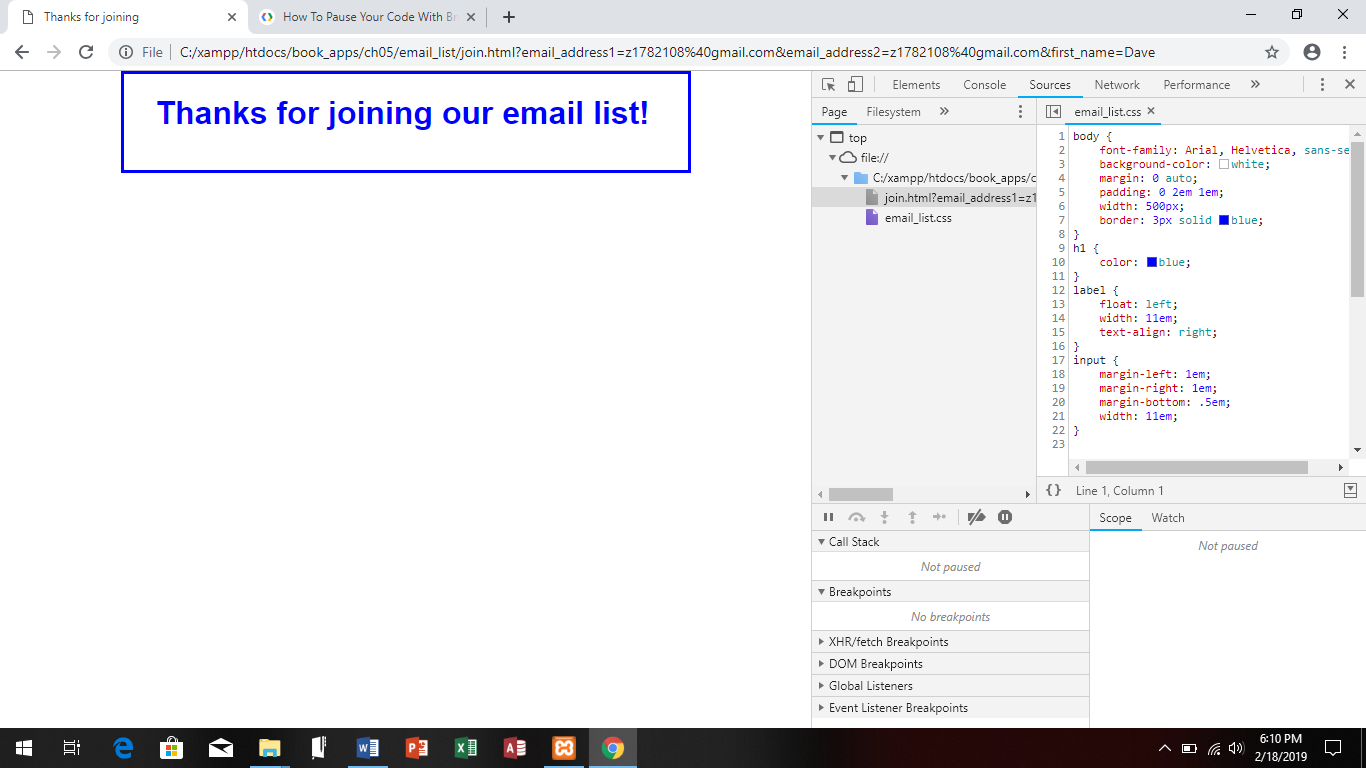 Thanks for joining
How To Pause Your Code With Br
File
C:/xampp/htdocs/book_apps/ch05/email_list/join.html?email_address1=z1782108%40gmail.com&email_address2=z1782108%40gmail.com&first_name=Dave
Thanks for joining our email list!
Elements Console Sources Network Performance »
Page Filesystem »
top
file://
C:/xampp/htdocs/book_apps/c
join.html?email_address1=z1
email_list.css
email_list.css
1 body {
2 font-family: Arial, Helvetica, sans-se
3 background-color: white;
4 margin: 0 auto;
5 padding: 0 2em 1em;
6 width: 500px;
7 border: 3px solid blue;
8 }
9 h1 {
10 color: blue;
11 }
12 label {
13 float: left;
14 width: 11em;
15 text-align: right;
16 }
17 input {
18 margin-left: 1em;
19 margin-right: 1em;
20 margin-bottom: .5em;
21 width: 11em;
22 }
23
{} Line 1, Column 1
Call Stack
Not paused
Breakpoints
No breakpoints
XHR/fetch Breakpoints
DOM Breakpoints
Global Listeners
Event Listener Breakpoints
Scope Watch
Not paused
6:10 PM
2/18/2019